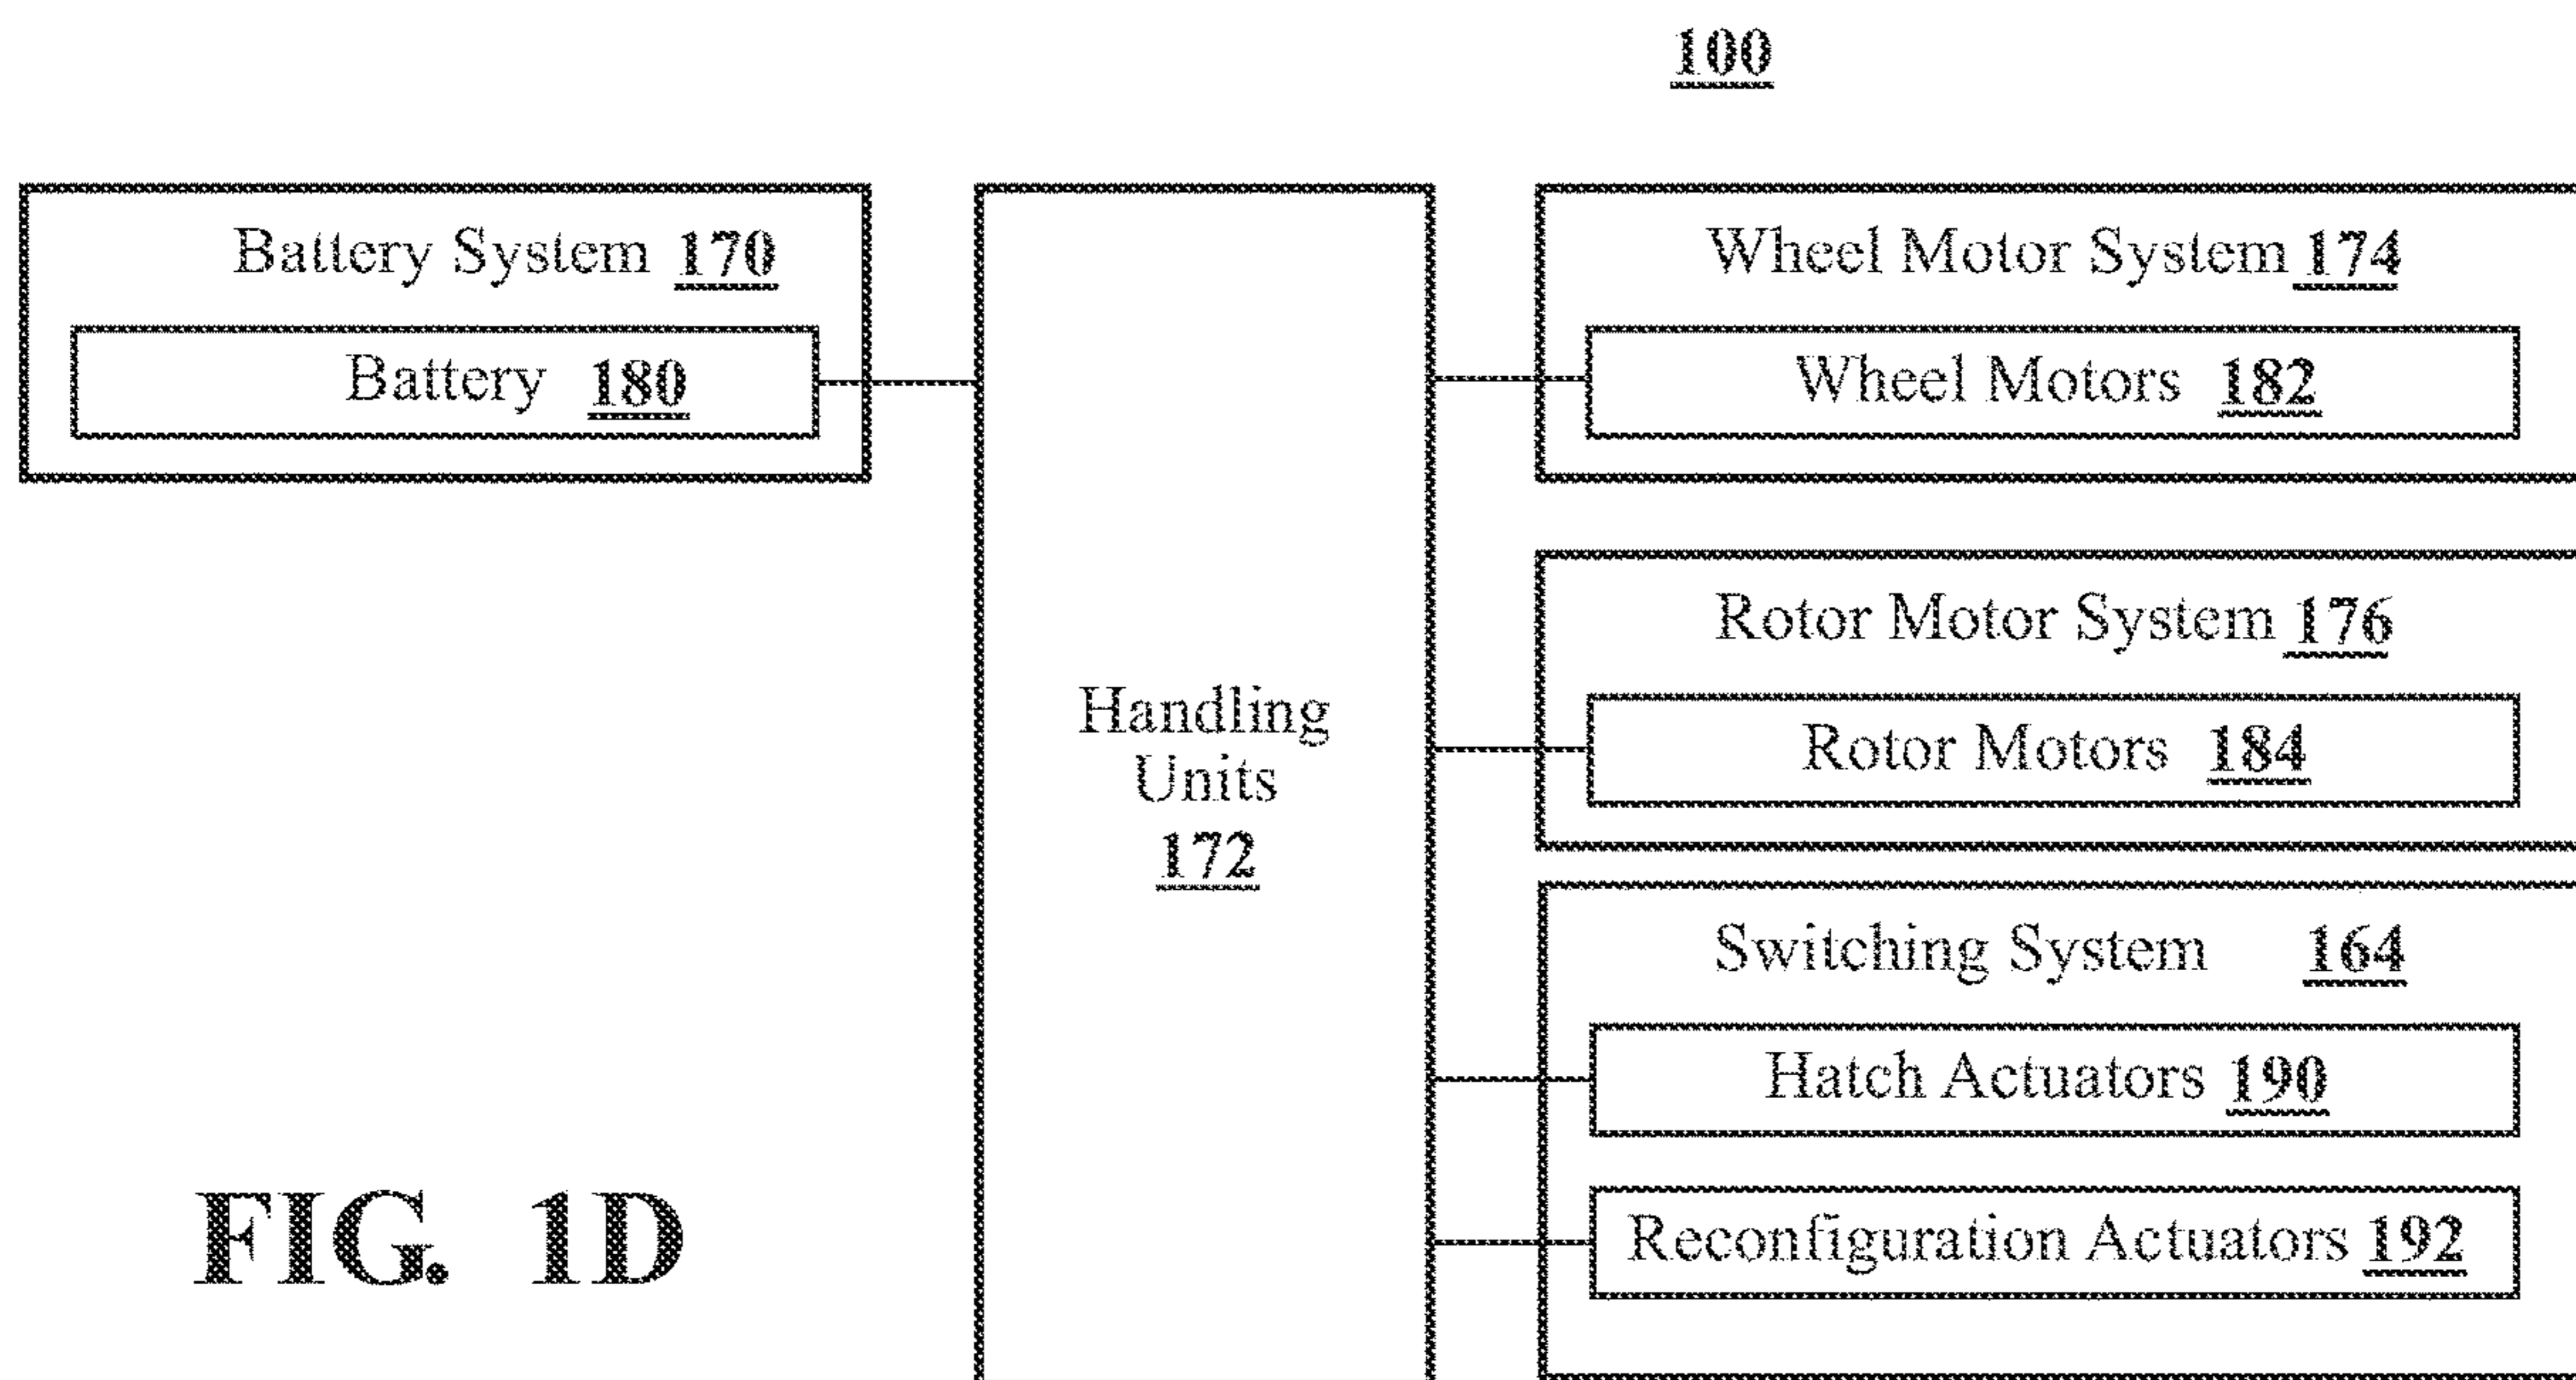 100
Battery System 170
Battery 180
Handling
Units
172
Wheel Motor System 174
Wheel Motors 182
Rotor Motor System 176
Rotor Motors 184
Switching System 164
Hatch Actuators 190
Reconfiguration Actuators 192
FIG. 1D